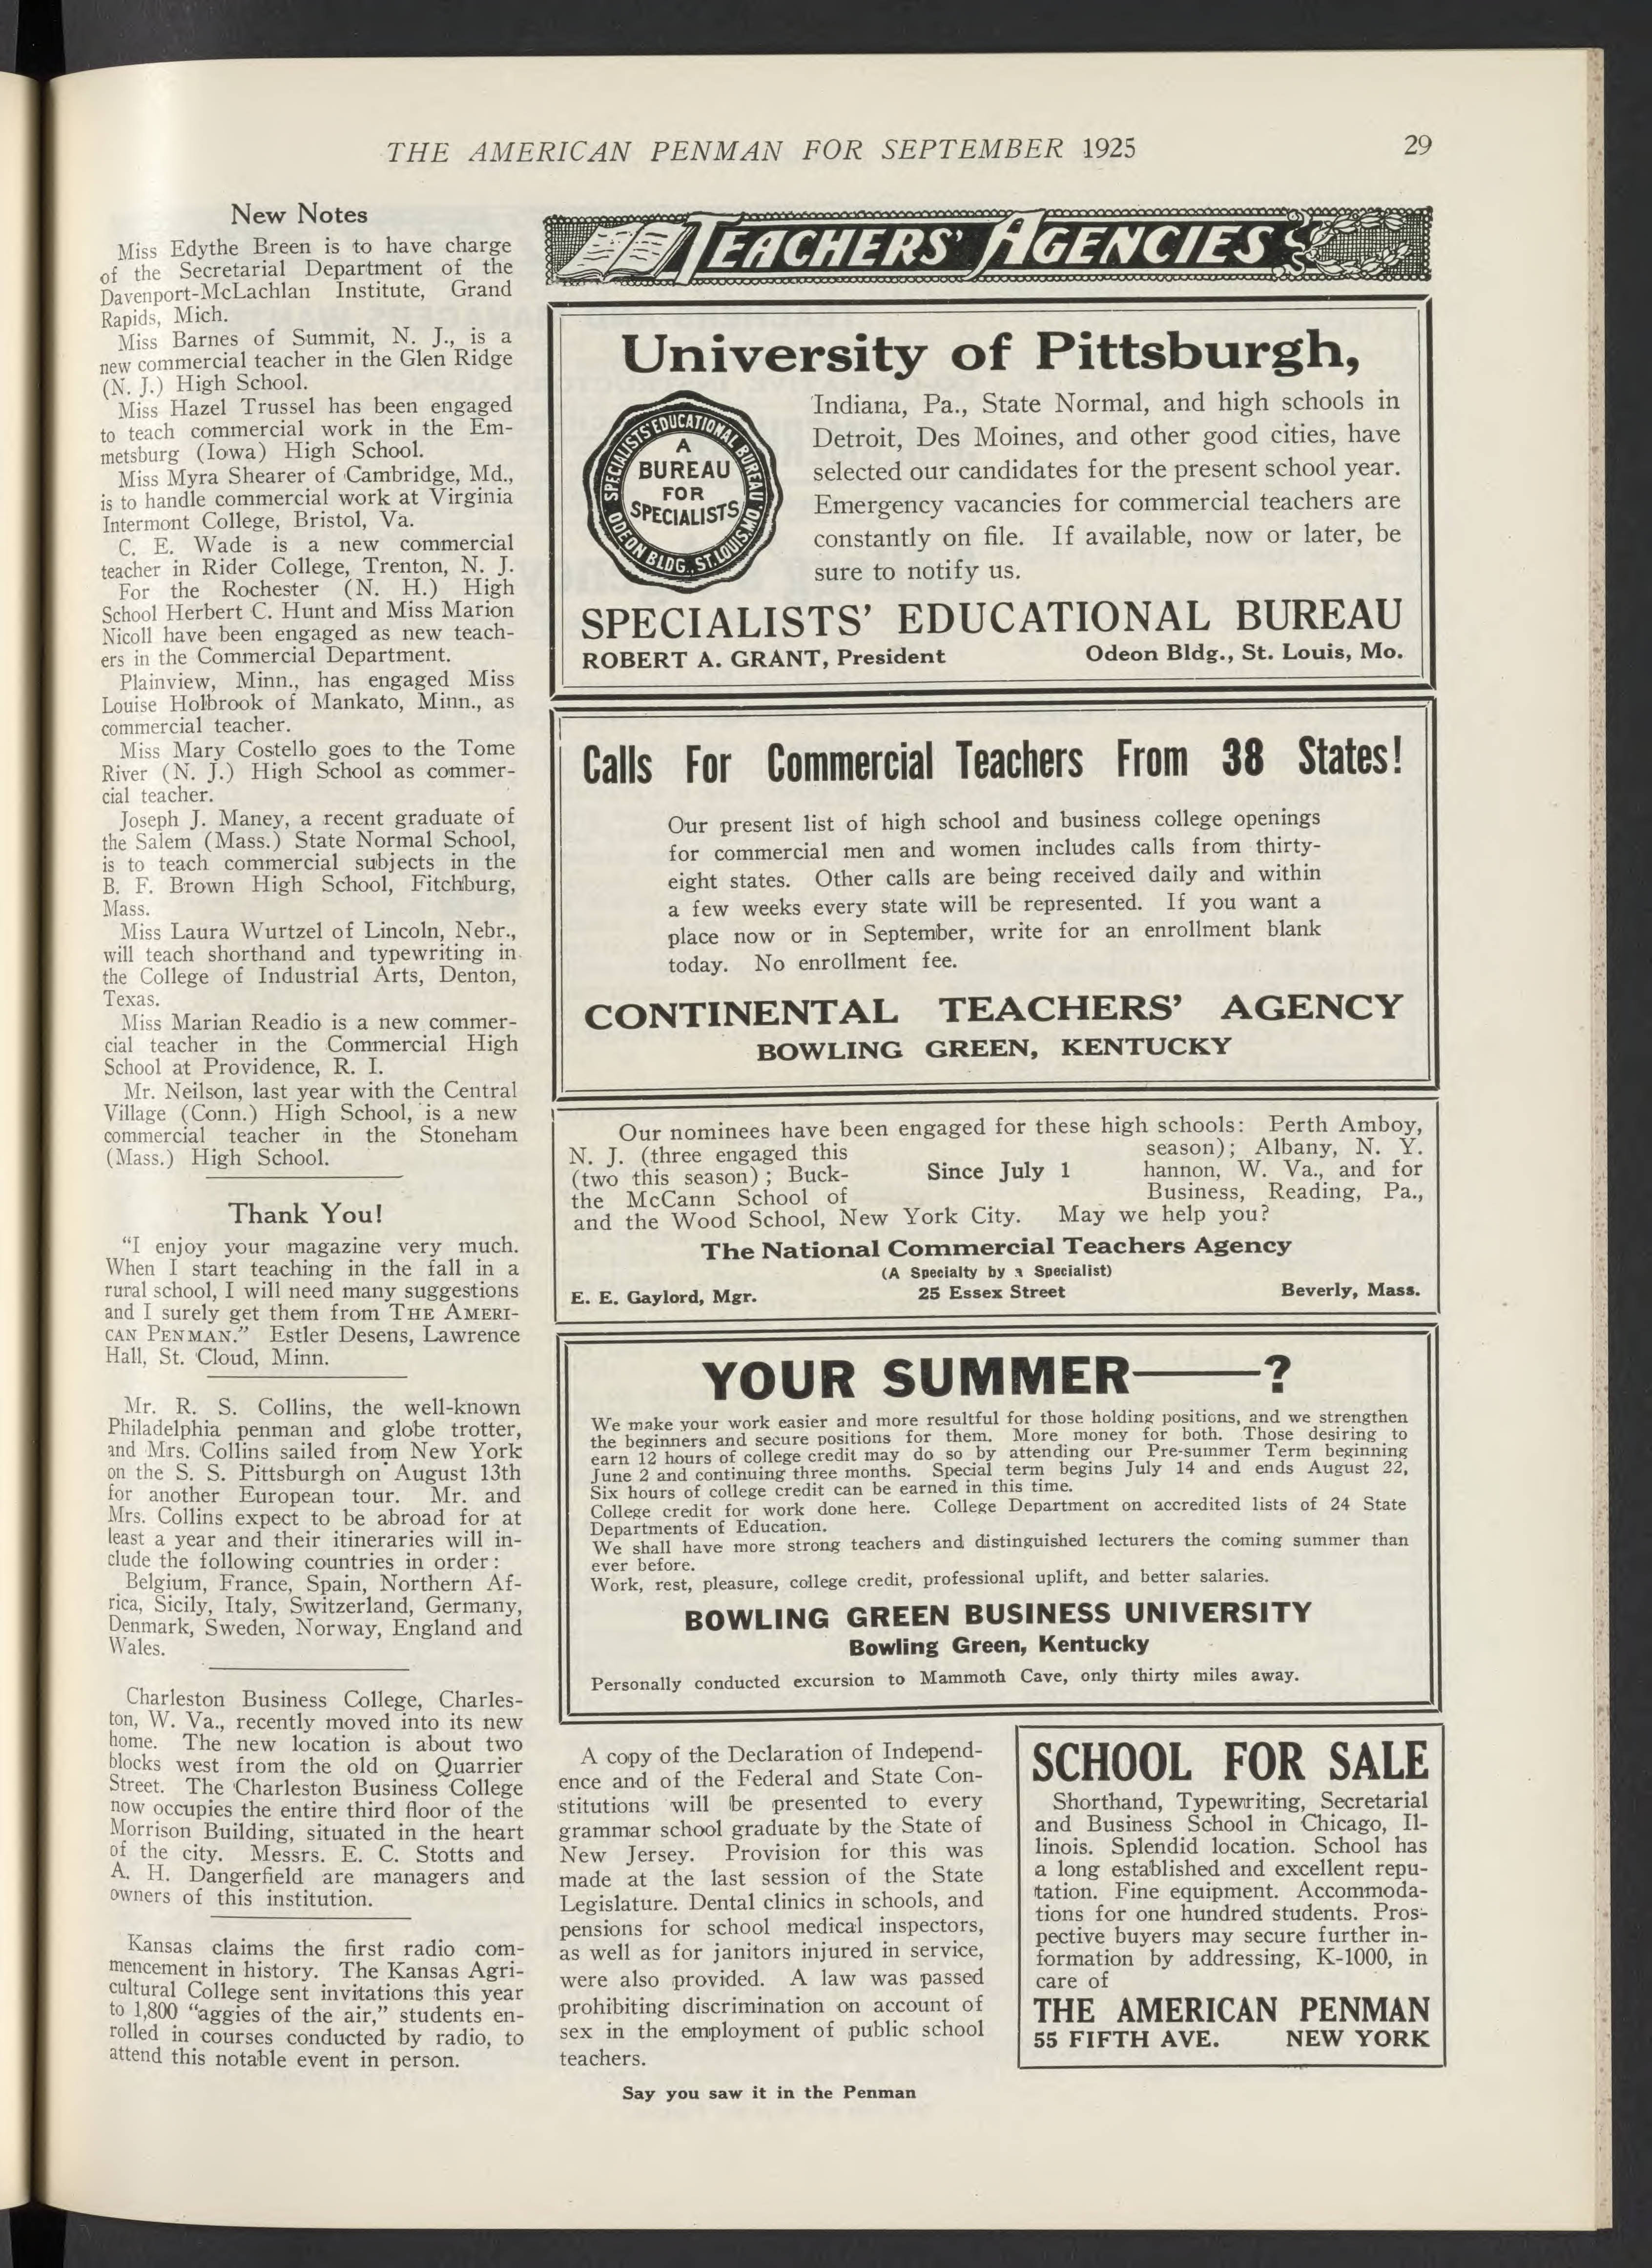 THE AMERICAN PENMAN FOR SEPTEMBER 1925
29
New Notes
Miss Edythe Breen is to have charge
of the Secretarial Department of the
Davenport-McLachlan Institute, Grand
Rapids, Mich.
Miss Barnes of Summit, N. J., is a
new commercial teacher in the Glen Ridge
(N. J.) High School.
Miss Hazel Trussel has been engaged
to teach commercial work in the Em-
metsburg (Iowa) High School.
Miss Myra Shearer of Cambridge, Md.,
is to handle commercial work at Virginia
Intermont College, Bristol, Va.
C. E. Wade is a new commercial
teacher in Rider College, Trenton, N. J.
For the Rochester (N. H.) High
School Herbert C. Hunt and Miss Marion
Nicoll have been engaged as new teach-
ers in the Commercial Department.
Plainview, Minn., has engaged Miss
Louise Holbrook of Mankato, Minn., as
commercial teacher.
Miss Mary Costello goes to the Tome
River (N. J.) High School as commer-
cial teacher.
Joseph J. Maney, a recent graduate of
the Salem (Mass.) State Normal School,
is to teach commercial subjects in the
B. F. Brown High School, Fitchburg,
Mass.
Miss Laura Wurtzel of Lincoln, Nebr.,
will teach shorthand and typewriting in
the College of Industrial Arts, Denton,
Texas.
Miss Marian Readio is a new commer-
cial teacher in the Commercial High
School at Providence, R. I.
Mr. Neilson, last year with the Central
Village (Conn.) High School, is a new
commercial teacher in the Stoneham
(Mass.) High School.
Thank You!
"I enjoy your magazine very much.
When I start teaching in the fall in a
rural school, I will need many suggestions
and I surely get them from THE AMERI-
CAN PENMAN." Estler Desens, Lawrence
Hall, St. Cloud, Minn.
Mr. R. S. Collins, the well-known
Philadelphia penman and globe trotter,
and Mrs. Collins sailed from New York
on the S. S. Pittsburgh on August 13th
for another European tour. Mr. and
Mrs. Collins expect to be abroad for at
least a year and their itineraries will in-
clude the following countries in order:
Belgium, France, Spain, Northern Af-
rica, Sicily, Italy, Switzerland, Germany,
Denmark, Sweden, Norway, England and
Wales.
Charleston Business College, Charles-
ton, W. Va., recently moved into its new
home. The new location is about two
blocks west from the old on Quarrier
Street. The Charleston Business College
now occupies the entire third floor of the
Morrison Building, situated in the heart
of the city. Messrs. E. C. Stotts and
A. H. Dangerfield are managers and
owners of this institution.
Kansas claims the first radio com-
mencement in history. The Kansas Agri-
cultural College sent invitations this year
to 1,800 "aggies of the air," students en-
rolled in courses conducted by radio, to
attend this notable event in person.
TEACHERS' AGENCIES
University of Pittsburgh,
SPECIALISTS' EDUCATIONAL BUREAU
ODEON BLDG., ST. LOUIS, MO.
A
BUREAU
FOR
SPECIALISTS
Indiana, Pa., State Normal, and high schools in
Detroit, Des Moines, and other good cities, have
selected our candidates for the present school year.
Emergency vacancies for commercial teachers are
constantly on file. If available, now or later, be
sure to notify us.
SPECIALISTS' EDUCATIONAL BUREAU
ROBERT A. GRANT, President Odeon Bldg., St. Louis, Mo.
Calls For Commercial Teachers From 38 States!
Our present list of high school and business college openings
for commercial men and women includes calls from thirty-
eight states. Other calls are being received daily and within
a few weeks every state will be represented. If you want a
place now or in September, write for an enrollment blank
today. No enrollment fee.
CONTINENTAL TEACHERS' AGENCY
BOWLING GREEN, KENTUCKY
Our nominees have been engaged for these high schools: Perth Amboy,
N. J. (three engaged this season); Albany, N. Y.
(two this season); Buck- Since July 1 hannon, W. Va., and for
the McCann School of Business, Reading, Pa.,
and the Wood School, New York City. May we help you?
The National Commercial Teachers Agency
(A Specialty by a Specialist)
E. E. Gaylord, Mgr. 25 Essex Street Beverly, Mass.
YOUR SUMMER——?
We make your work easier and more resultful for those holding positions, and we strengthen
the beginners and secure positions for them. More money for both. Those desiring to
earn 12 hours of college credit may do so by attending our Pre-summer Term beginning
June 2 and continuing three months. Special term begins July 14 and ends August 22,
Six hours of college credit can be earned in this time.
College credit for work done here. College Department on accredited lists of 24 State
Departments of Education.
We shall have more strong teachers and distinguished lecturers the coming summer than
ever before.
Work, rest, pleasure, college credit, professional uplift, and better salaries.
BOWLING GREEN BUSINESS UNIVERSITY
Bowling Green, Kentucky
Personally conducted excursion to Mammoth Cave, only thirty miles away.
A copy of the Declaration of Independ-
ence and of the Federal and State Con-
stitutions will be presented to every
grammar school graduate by the State of
New Jersey. Provision for this was
made at the last session of the State
Legislature. Dental clinics in schools, and
pensions for school medical inspectors,
as well as for janitors injured in service,
were also provided. A law was passed
prohibiting discrimination on account of
sex in the employment of public school
teachers.
SCHOOL FOR SALE
Shorthand, Typewriting, Secretarial
and Business School in Chicago, Il-
linois. Splendid location. School has
a long established and excellent repu-
tation. Fine equipment. Accommoda-
tions for one hundred students. Pros-
pective buyers may secure further in-
formation by addressing, K-1000, in
care of
THE AMERICAN PENMAN
55 FIFTH AVE. NEW YORK
Say you saw it in the Penman